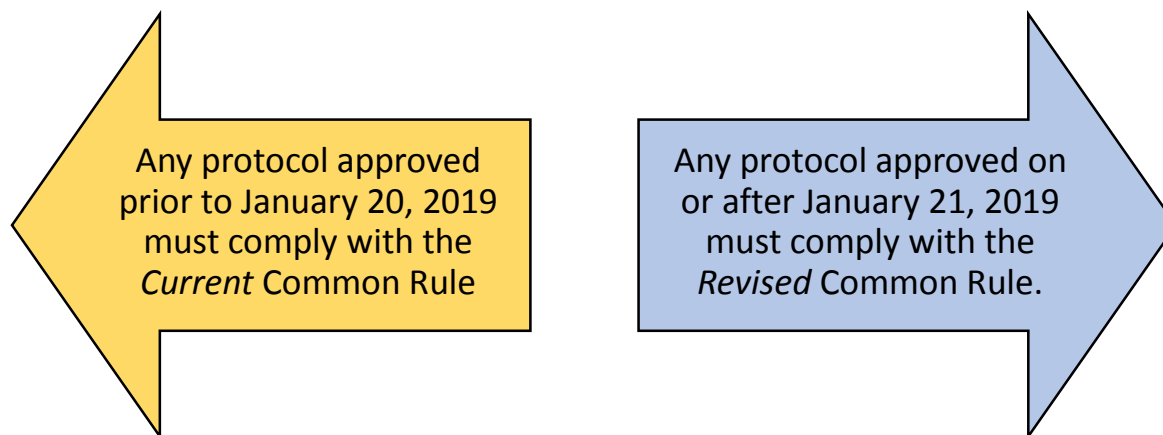 Any protocol approved
prior to January 20, 2019
must comply with the
Current Common Rule
Any protocol approved on
or after January 21, 2019
must comply with the
Revised Common Rule.